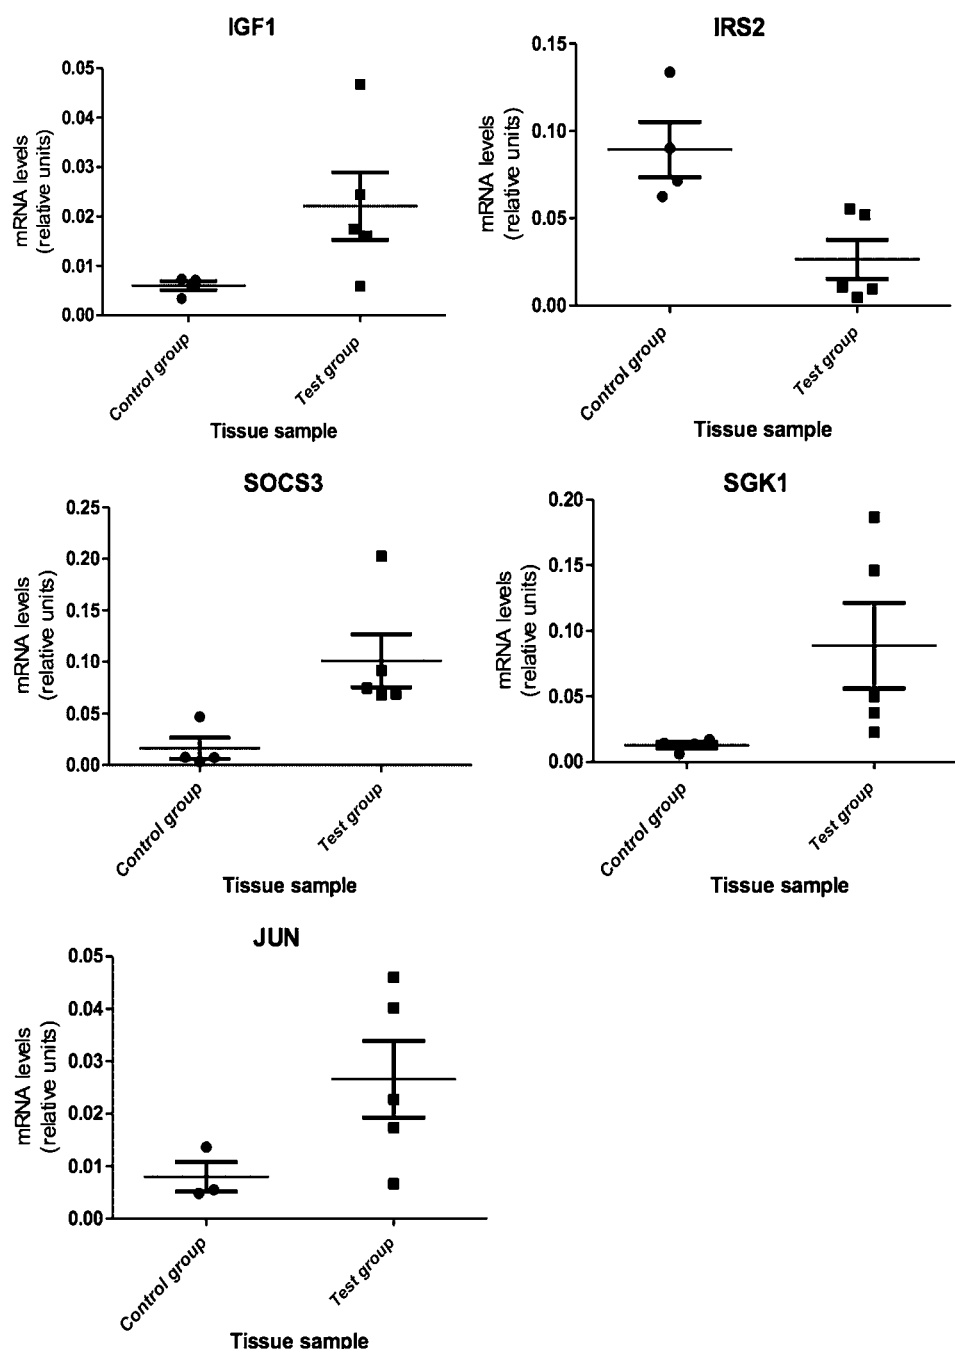 IGF1
mRNA levels
(relative units)
0.05
0.04
0.03
0.02
0.01
0.00
Control group
Test group
Tissue sample
IRS2
mRNA levels
(relative units)
0.15
0.10
0.05
0.00
Control group
Test group
Tissue sample
SOCS3
mRNA levels
(relative units)
0.25
0.20
0.15
0.10
0.05
0.00
Control group
Test group
Tissue sample
SGK1
mRNA levels
(relative units)
0.20
0.15
0.10
0.05
0.00
Control group
Test group
Tissue sample
JUN
mRNA levels
(relative units)
0.05
0.04
0.03
0.02
0.01
0.00
Control group
Test group
Tissue sample